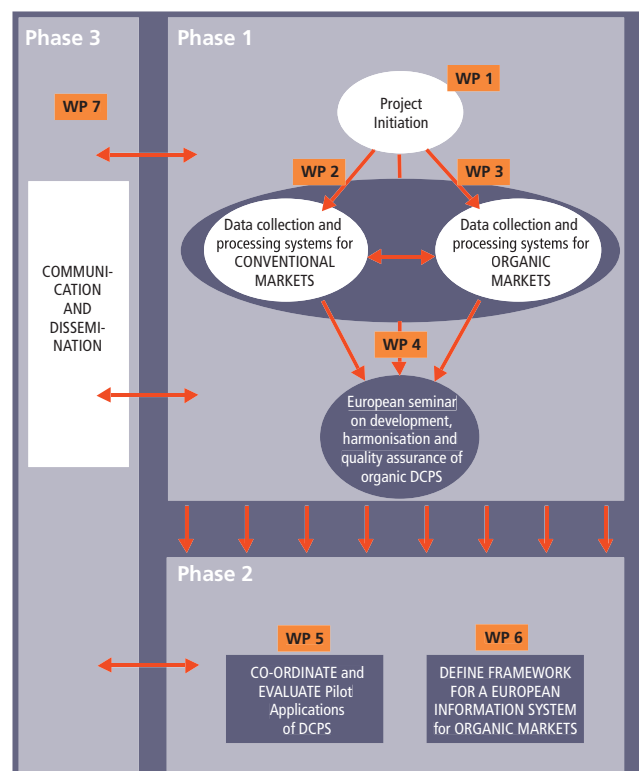 Phase 3
WP 7
COMMUNI-
CATION
AND
DISSEMI-
NATION
Phase 1
WP 1
Project
Initiation
WP 2
WP 3
Data collection and
processing systems for
CONVENTIONAL
MARKETS
Data collection and
processing systems for
ORGANIC
MARKETS
WP 4
European seminar
on development,
harmonisation and
quality assurance of
organic DCPS
Phase 2
WP 5
CO-ORDINATE and
EVALUATE Pilot
Applications
of DCPS
WP 6
DEFINE FRAMEWORK
FOR A EUROPEAN
INFORMATION SYSTEM
for ORGANIC MARKETS